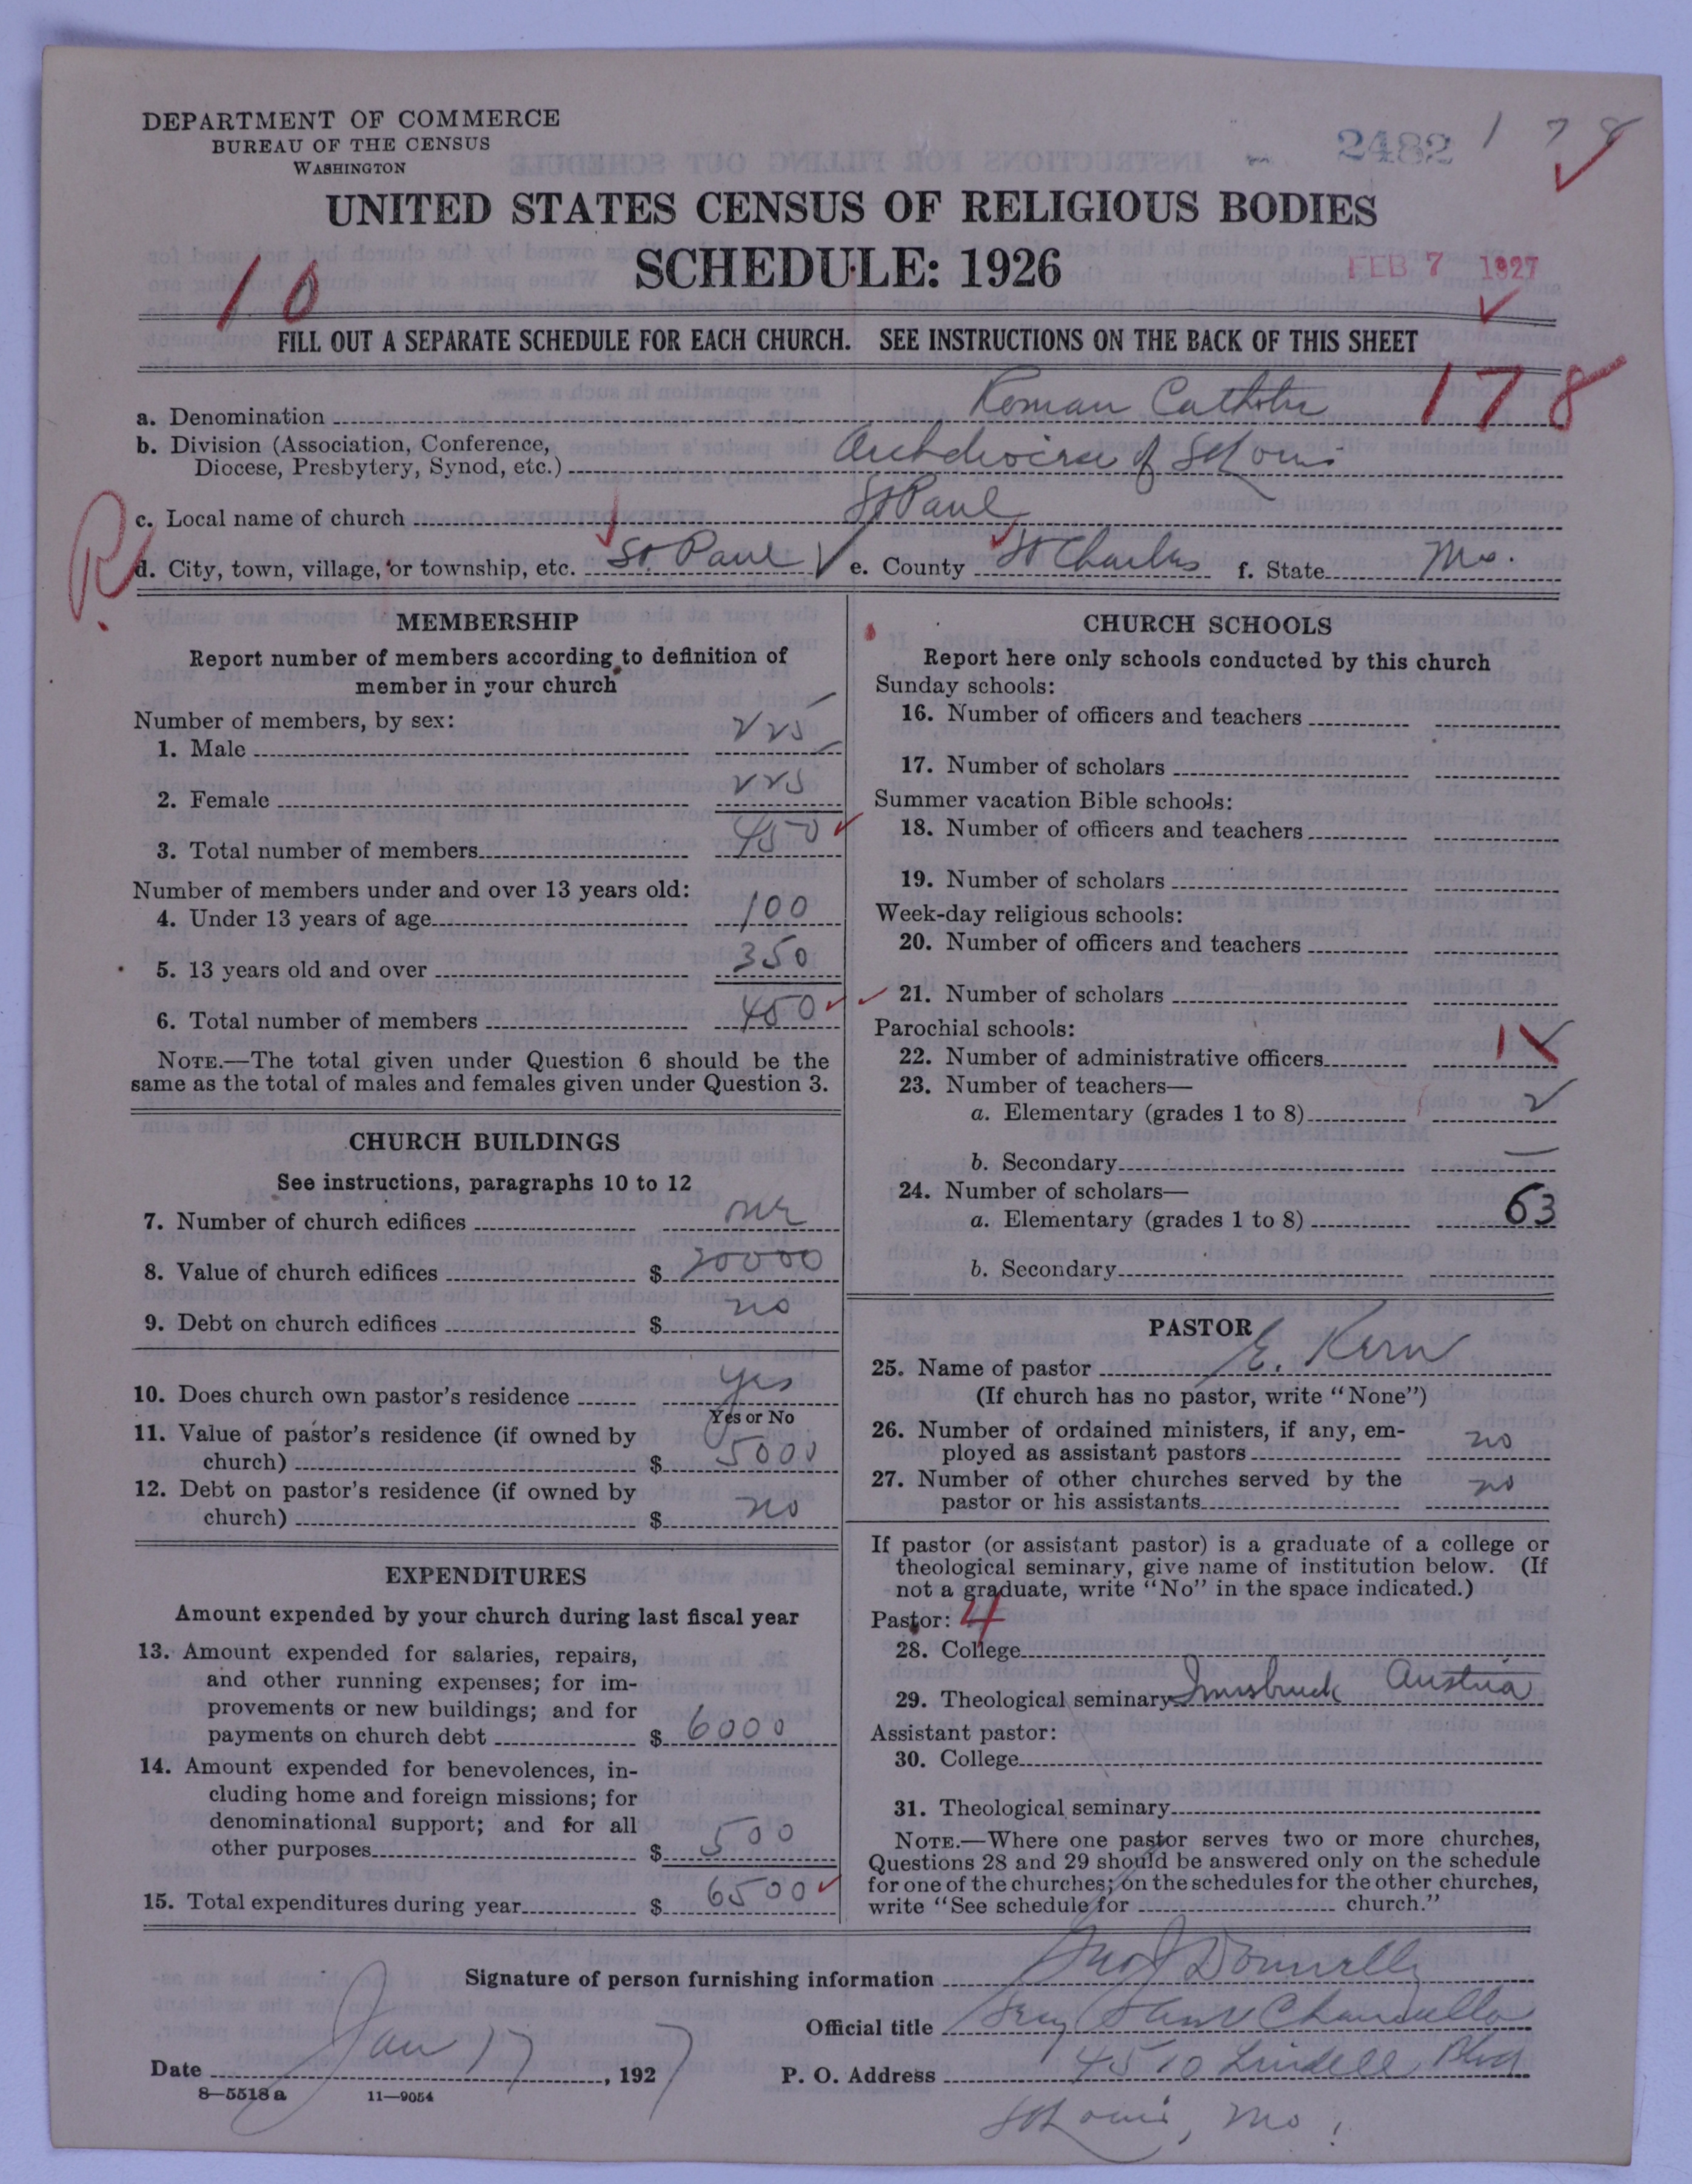 DEPARTMENT OF COMMERCE
BUREAU OF THE CENSUS
WASHINGTON
2482 178
UNITED STATES CENSUS OF RELIGIOUS BODIES
SCHEDULE: 1926
FEB 7 1927
10
FILL OUT A SEPARATE SCHEDULE FOR EACH CHURCH. SEE INSTRUCTIONS ON THE BACK OF THIS SHEET
178
a. Denomination Roman Catholic
b. Division (Association, Conference,
Diocese, Presbytery, Synod, etc.) Archdiocese of St Louis
c. Local name of church St Paul
d. City, town, village, or township, etc. St. Paul e. County St Charles f. State Mo.
MEMBERSHIP
Report number of members according to definition of
member in your church
Number of members, by sex:
1. Male 225
2. Female 225
3. Total number of members 450
Number of members under and over 13 years old:
4. Under 13 years of age 100
5. 13 years old and over 350
6. Total number of members 450
NOTE.—The total given under Question 6 should be the
same as the total of males and females given under Question 3.
CHURCH BUILDINGS
See instructions, paragraphs 10 to 12
7. Number of church edifices one
8. Value of church edifices $ 20000
9. Debt on church edifices $ no
10. Does church own pastor's residence yes
Yes or No
11. Value of pastor's residence (if owned by
church) $ 5000
12. Debt on pastor's residence (if owned by
church) $ no
EXPENDITURES
Amount expended by your church during last fiscal year
13. Amount expended for salaries, repairs,
and other running expenses; for im-
provements or new buildings; and for
payments on church debt $ 6000
14. Amount expended for benevolences, in-
cluding home and foreign missions; for
denominational support; and for all
other purposes $ 500
15. Total expenditures during year $ 6500
CHURCH SCHOOLS
Report here only schools conducted by this church
Sunday schools:
16. Number of officers and teachers
17. Number of scholars
Summer vacation Bible schools:
18. Number of officers and teachers
19. Number of scholars
Week-day religious schools:
20. Number of officers and teachers
21. Number of scholars
Parochial schools:
22. Number of administrative officers
23. Number of teachers—
a. Elementary (grades 1 to 8) 2
b. Secondary —
24. Number of scholars—
a. Elementary (grades 1 to 8) 63
b. Secondary
PASTOR
25. Name of pastor E. Kern
(If church has no pastor, write "None")
26. Number of ordained ministers, if any, em-
ployed as assistant pastors no
27. Number of other churches served by the
pastor or his assistants no
If pastor (or assistant pastor) is a graduate of a college or
theological seminary, give name of institution below. (If
not a graduate, write "No" in the space indicated.)
Pastor: 4
28. College
29. Theological seminary Innsbruck Austria
Assistant pastor:
30. College
31. Theological seminary
NOTE.—Where one pastor serves two or more churches,
Questions 28 and 29 should be answered only on the schedule
for one of the churches; on the schedules for the other churches,
write "See schedule for church."
Signature of person furnishing information Jno J Donnelly
Official title
Date Jan 17, 1927 P. O. Address 4510 Lindell Blvd
8—5518 a 11—9054
St Louis, Mo.